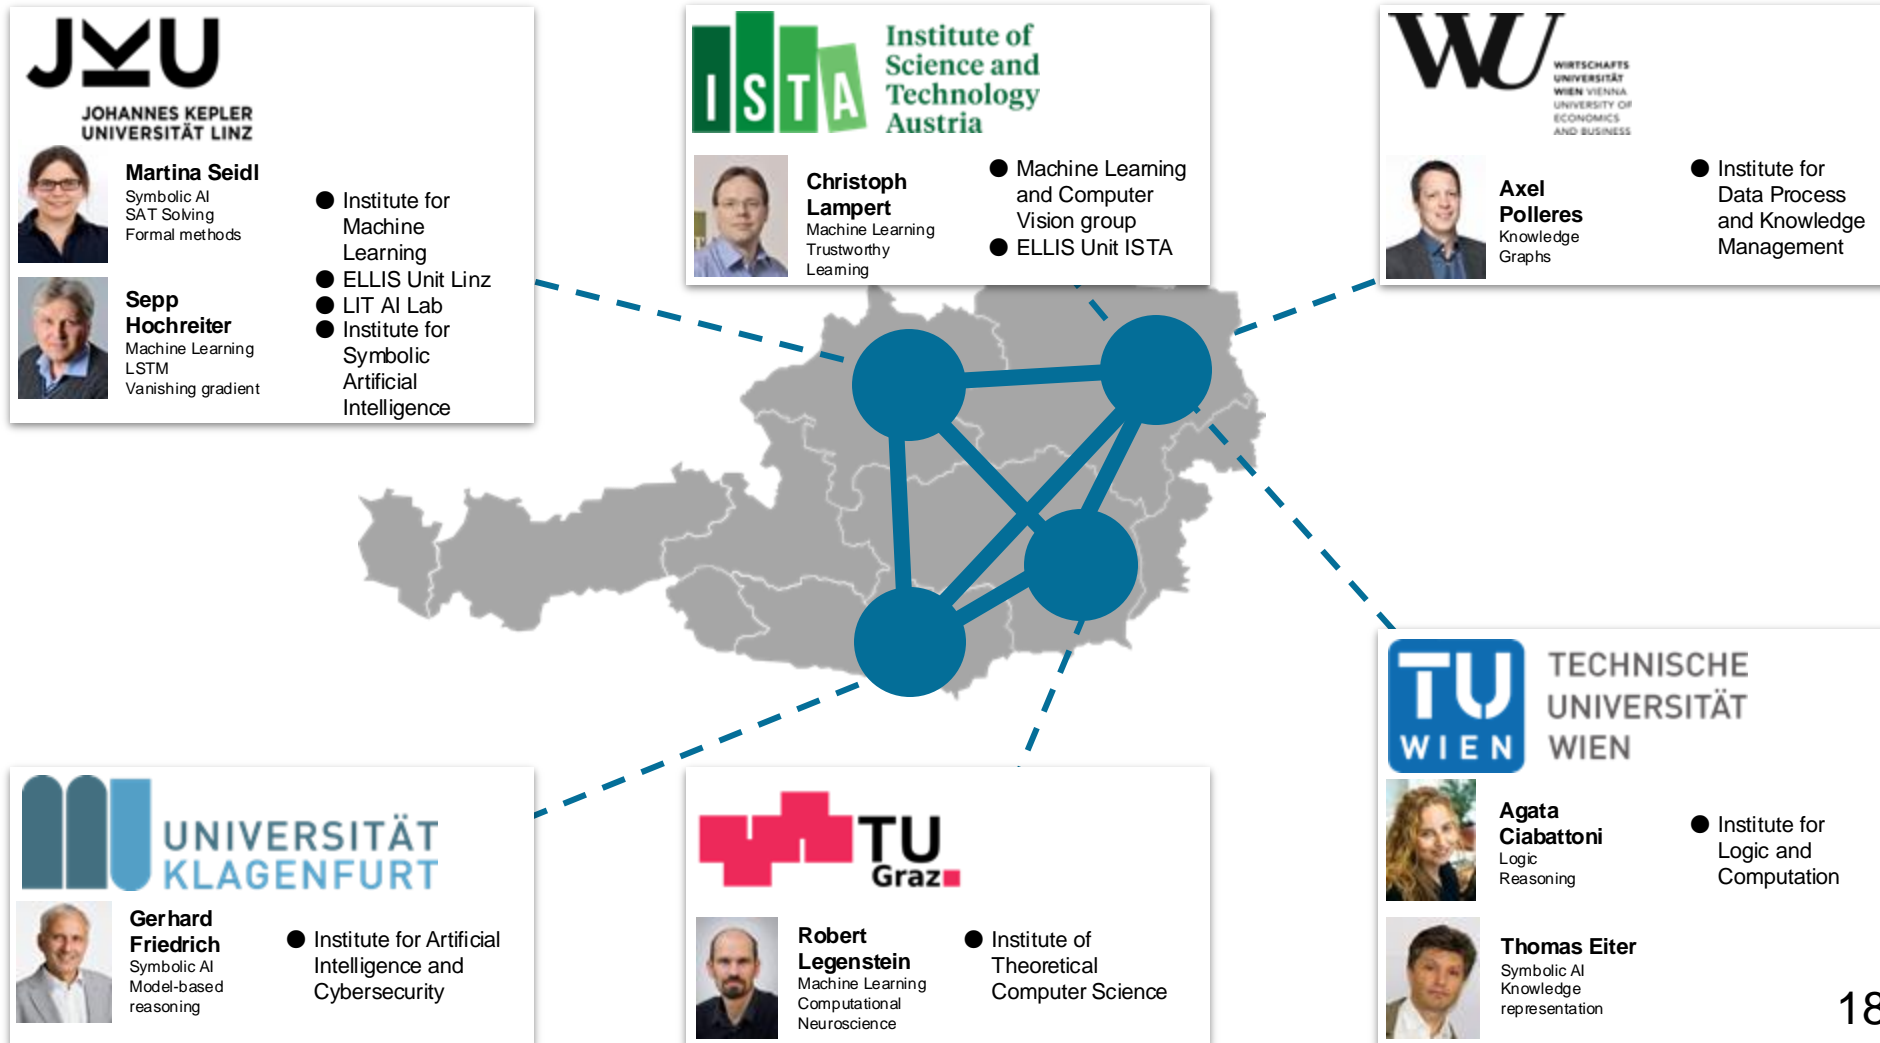 JKU
JOHANNES KEPLER
UNIVERSITÄT LINZ
Martina Seidl
Symbolic AI
SAT Solving
Formal methods
Sepp
Hochreiter
Machine Learning
LSTM
Vanishing gradient
● Institute for
Machine
Learning
● ELLIS Unit Linz
● LIT AI Lab
● Institute for
Symbolic
Artificial
Intelligence
ISTA
Institute of
Science and
Technology
Austria
Christoph
Lampert
Machine Learning
Trustworthy
Learning
● Machine Learning
and Computer
Vision group
● ELLIS Unit ISTA
WU
WIRTSCHAFTS
UNIVERSITÄT
WIEN VIENNA
UNIVERSITY OF
ECONOMICS
AND BUSINESS
Axel
Polleres
Knowledge
Graphs
● Institute for
Data Process
and Knowledge
Management
UNIVERSITÄT
KLAGENFURT
Gerhard
Friedrich
Symbolic AI
Model-based
reasoning
● Institute for Artificial
Intelligence and
Cybersecurity
TU
Graz
Robert
Legenstein
Machine Learning
Computational
Neuroscience
● Institute of
Theoretical
Computer Science
TU
WIEN
TECHNISCHE
UNIVERSITÄT
WIEN
Agata
Ciabattoni
Logic
Reasoning
● Institute for
Logic and
Computation
Thomas Eiter
Symbolic AI
Knowledge
representation
18